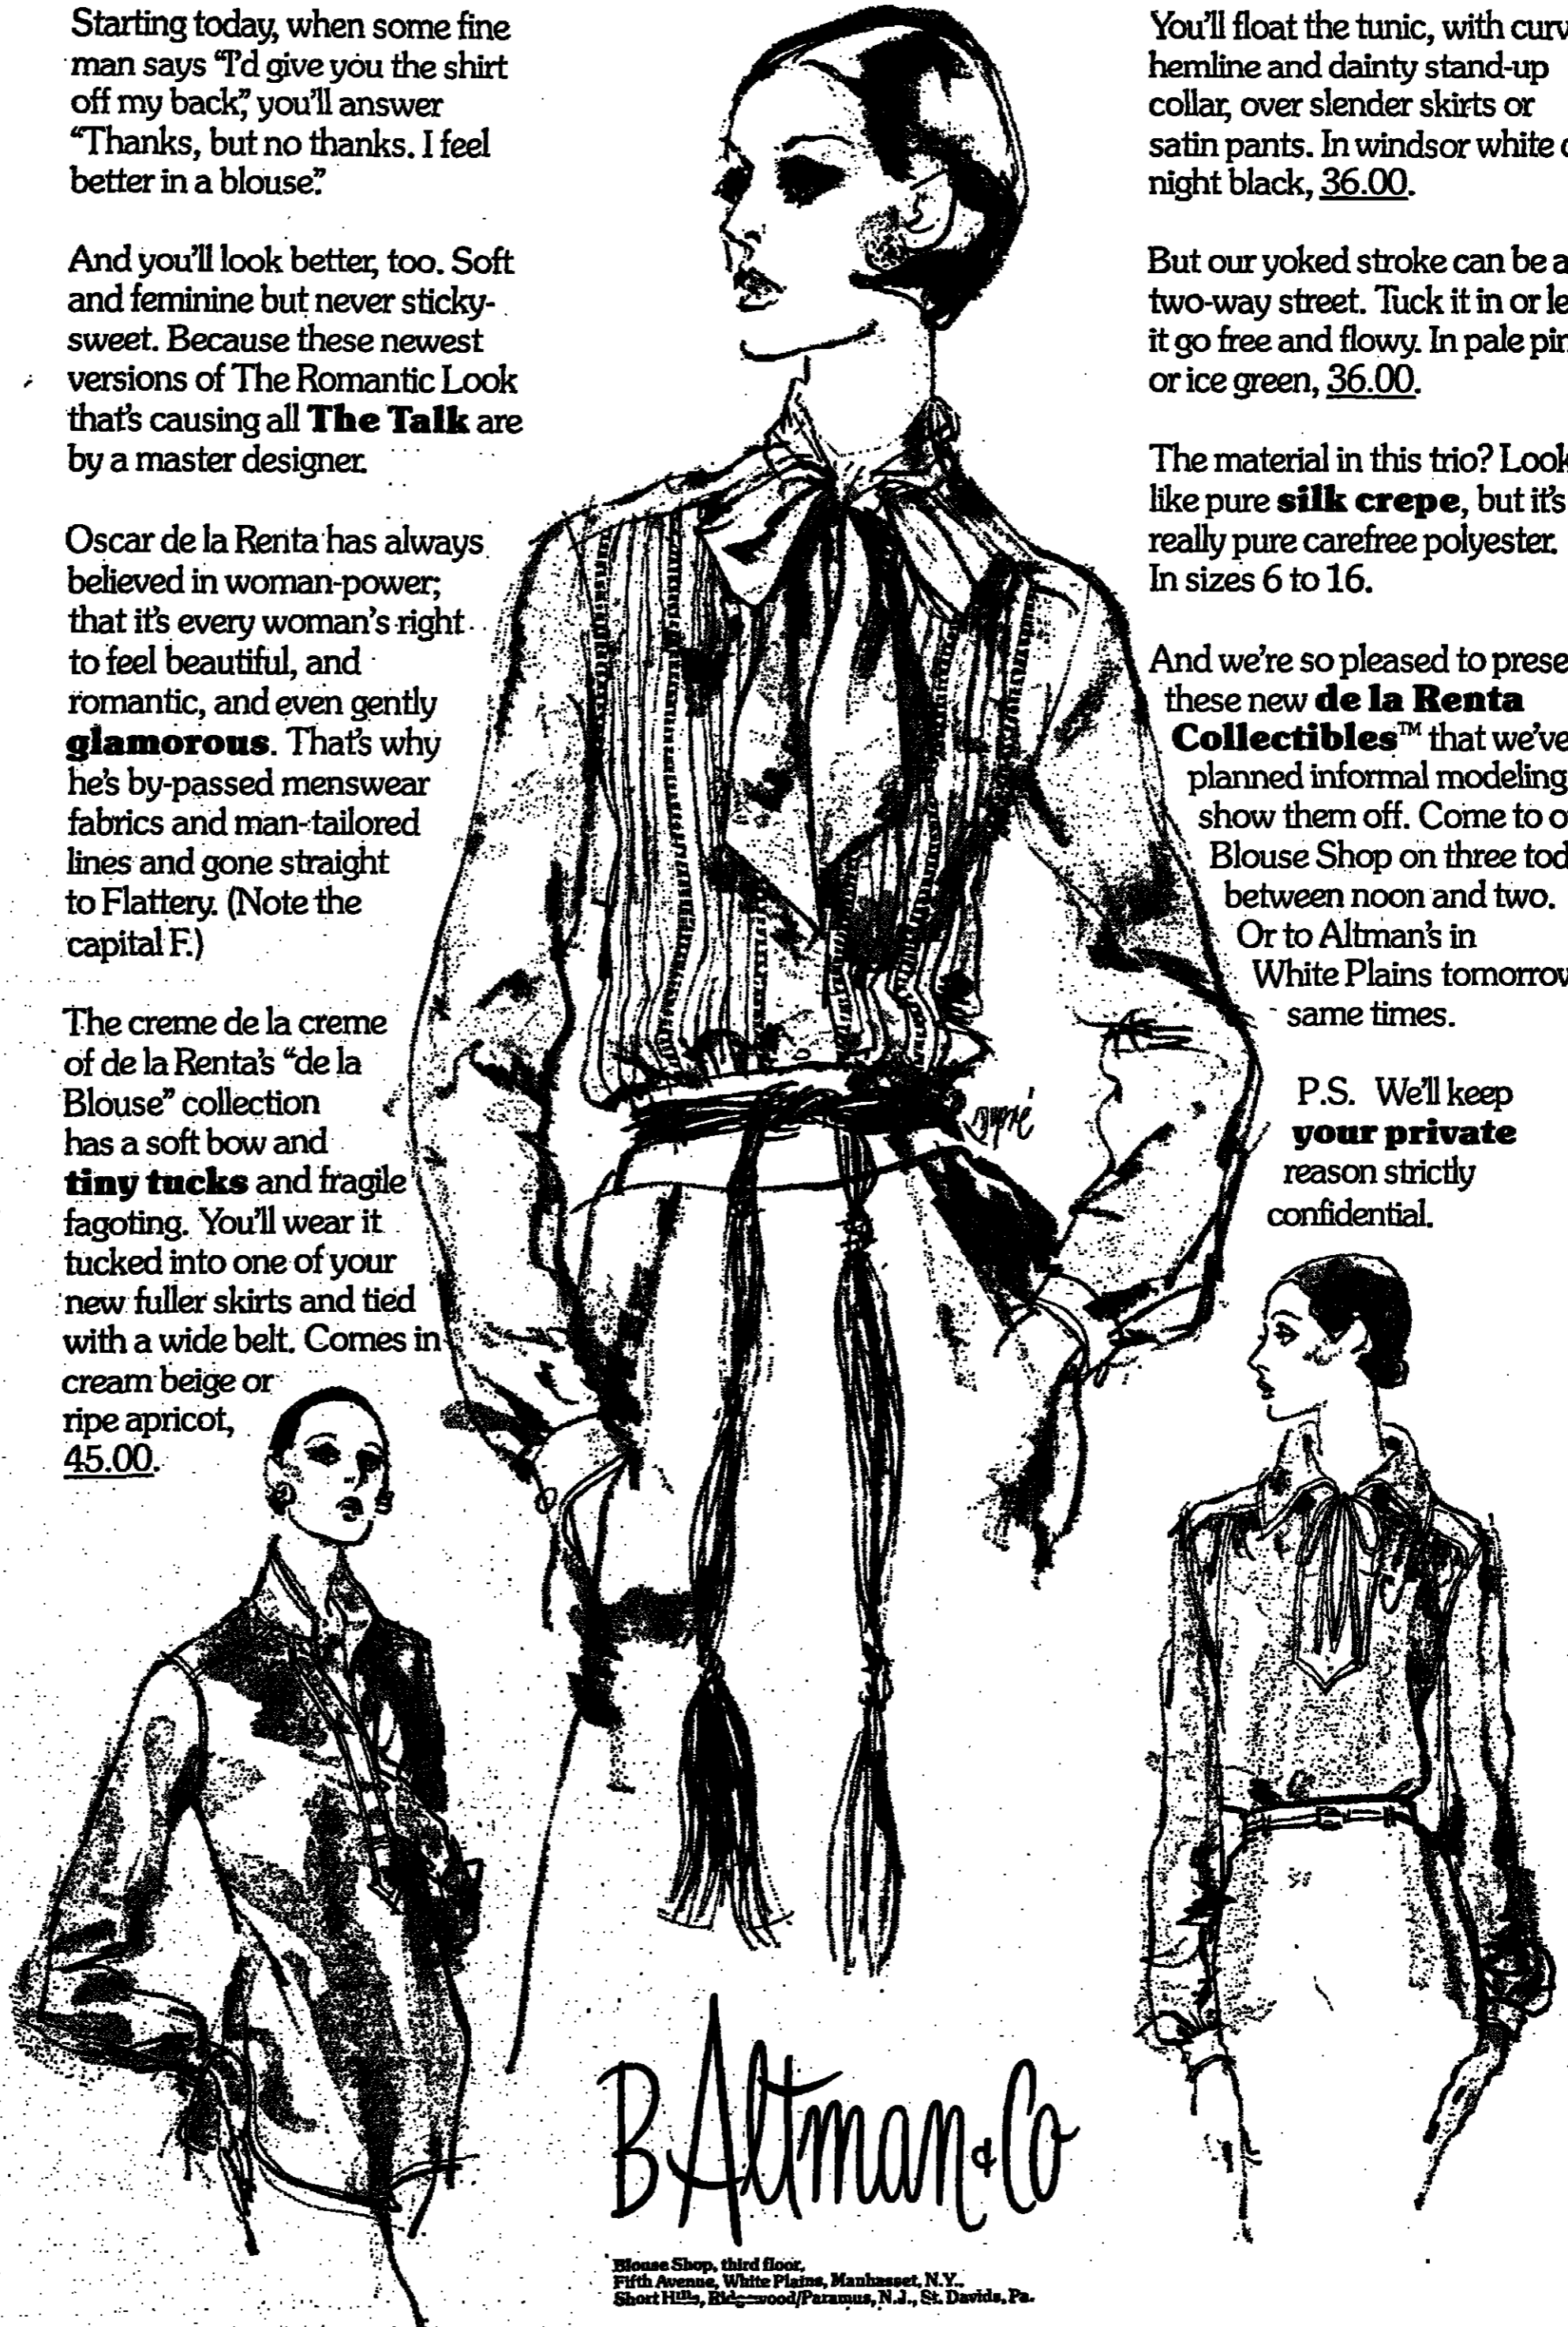 Starting today, when some fine
man says “I'd give you the shirt
off my back,” you'll answer
“Thanks, but no thanks. I feel
better in a blouse.”
And you'll look better, too. Soft
and feminine but never sticky-
sweet. Because these newest
versions of The Romantic Look
that's causing all The Talk are
by a master designer.
Oscar de la Renta has always
believed in woman-power;
that it's every woman's right
to feel beautiful, and
romantic, and even gently
glamorous. That's why
he's by-passed menswear
fabrics and man-tailored
lines and gone straight
to Flattery. (Note the
capital F.)
The creme de la creme
of de la Renta's “de la
Blouse” collection
has a soft bow and
tiny tucks and fragile
fagoting. You'll wear it
tucked into one of your
new fuller skirts and tied
with a wide belt. Comes in
cream beige or
ripe apricot,
45.00.
You'll float the tunic, with curv
hemline and dainty stand-up
collar, over slender skirts or
satin pants. In windsor white
night black, 36.00.
But our yoked stroke can be a
two-way street. Tuck it in or le
it go free and flowy. In pale pin
or ice green, 36.00.
The material in this trio? Look
like pure silk crepe, but it's
really pure carefree polyester.
In sizes 6 to 16.
And we're so pleased to prese
these new de la Renta
Collectibles™ that we've
planned informal modeling
show them off. Come to o
Blouse Shop on three tod
between noon and two.
Or to Altman's in
White Plains tomorrow
same times.
P.S. We'll keep
your private
reason strictly
confidential.
B Altman & Co
Blouse Shop, third floor,
Fifth Avenue, White Plains, Manhasset, N.Y.,
Short Hills, Ridgewood/Paramus, N.J., St. Davids, Pa.